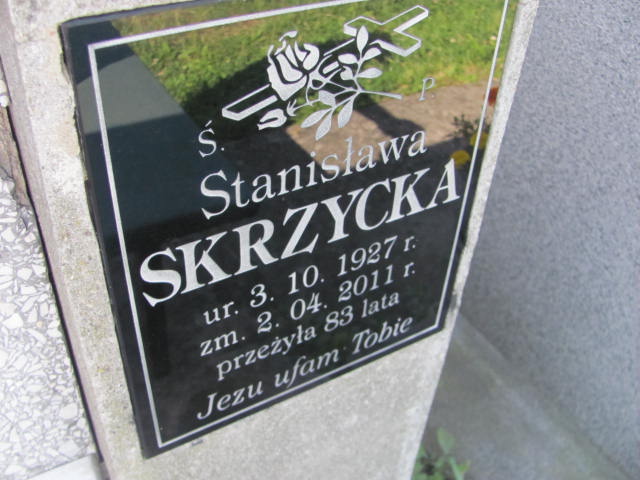 Ś. P.
Stanisława
SKRZYCKA
ur. 3. 10. 1927 r.
zm. 2. 04. 2011 r.
przeżyła 83 lata
Jezu ufam Tobie